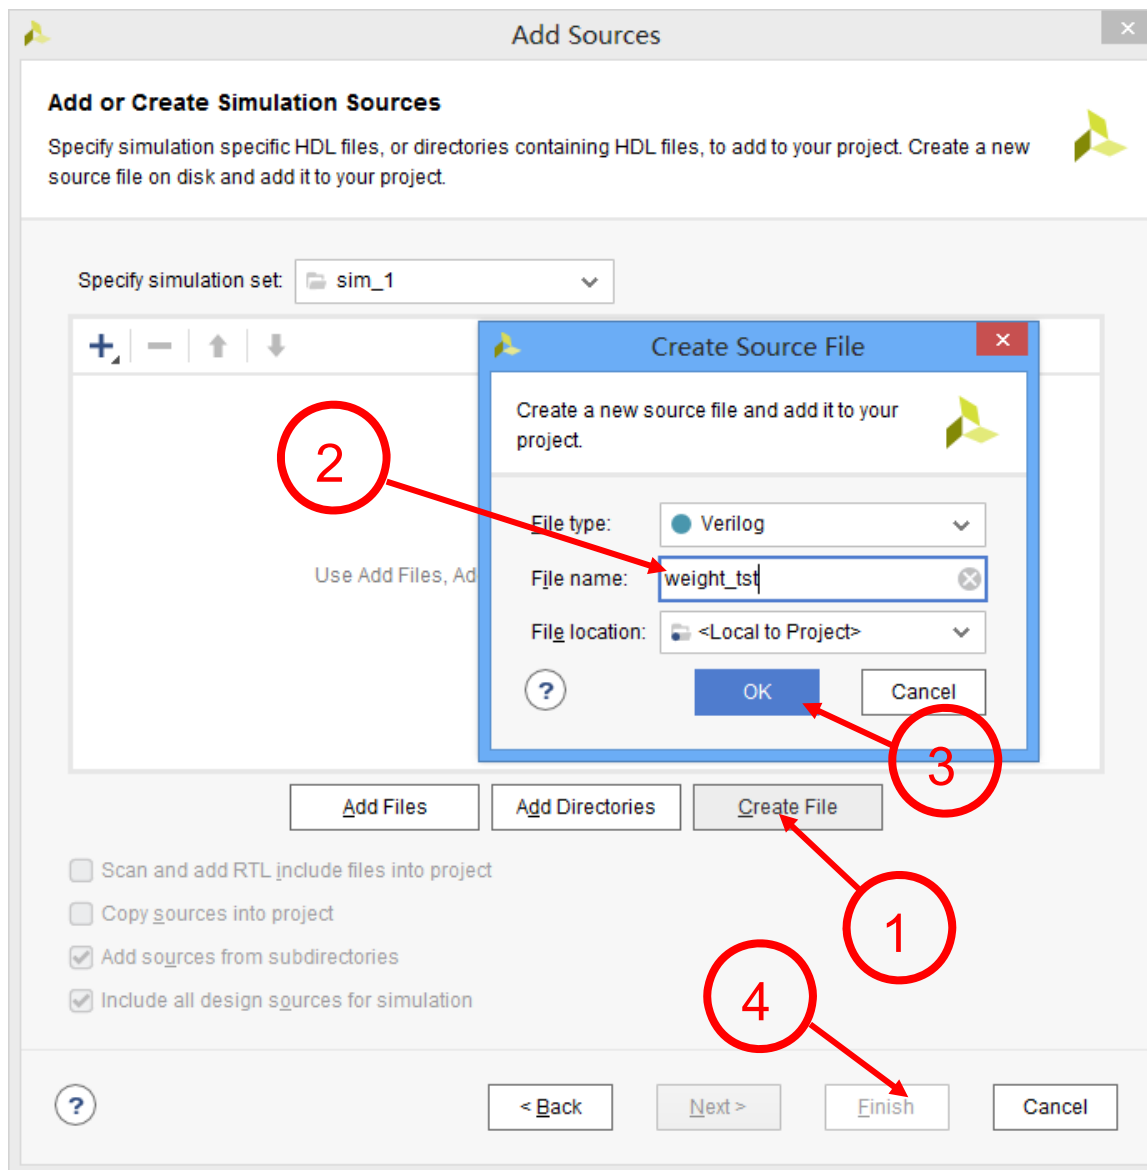 Add Sources
Add or Create Simulation Sources
Specify simulation specific HDL files, or directories containing HDL files, to add to your project. Create a new
source file on disk and add it to your project.
Specify simulation set: sim_1
Create Source File
Create a new source file and add it to your
project.
2
File type: Verilog
Use Add Files, Ad
File name: weight_tst
File location: <Local to Project>
? OK Cancel
3
Add Files Add Directories Create File
Scan and add RTL include files into project
Copy sources into project
1
Add sources from subdirectories
Include all design sources for simulation
4
? < Back Next > Finish Cancel